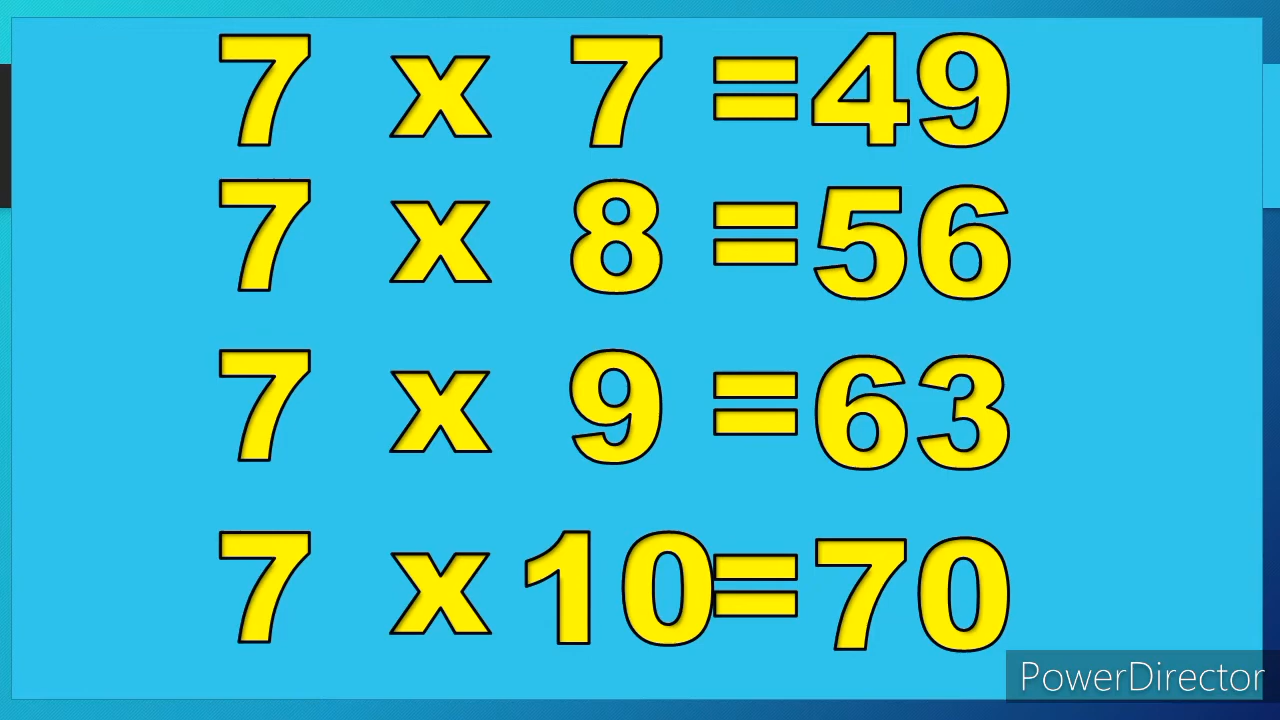 7 x 7 =49
7 x 8 =56
7 x 9 =63
7 x 10=70
PowerDirector